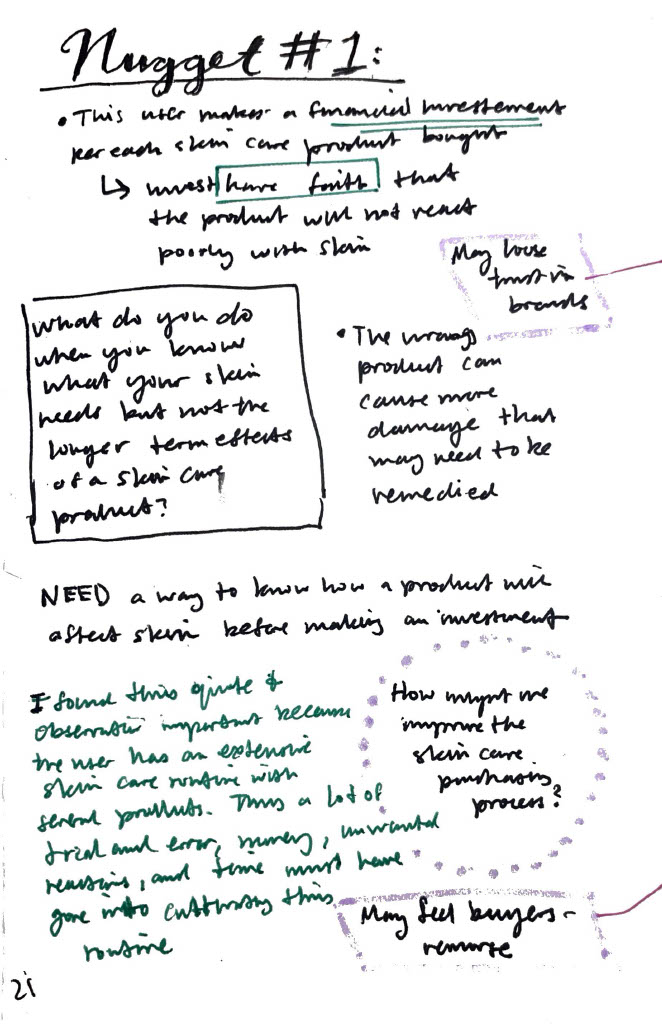 Nugget #1:
• This user makes a financial investement
per each skin care product bought
↳ invest have faith that
the product will not react
poorly with skin
May loose
trust in
brands
What do you do
when you know
what your skin
needs but not the
longer term effects
of a skin care
product?
• The wrong
product can
cause more
damage that
may need to be
remedied
NEED a way to know how a product will
affect skin before making an investment
I found this quote &
observation important because
the user has an extensive
skin care routine with
several products. Thus a lot of
trial and error, money, unwanted
reactions, and time must have
gone into cultivating this
routine
How might we
improve the
skin care
purchasing
process?
May feel buyers-
remorse
21